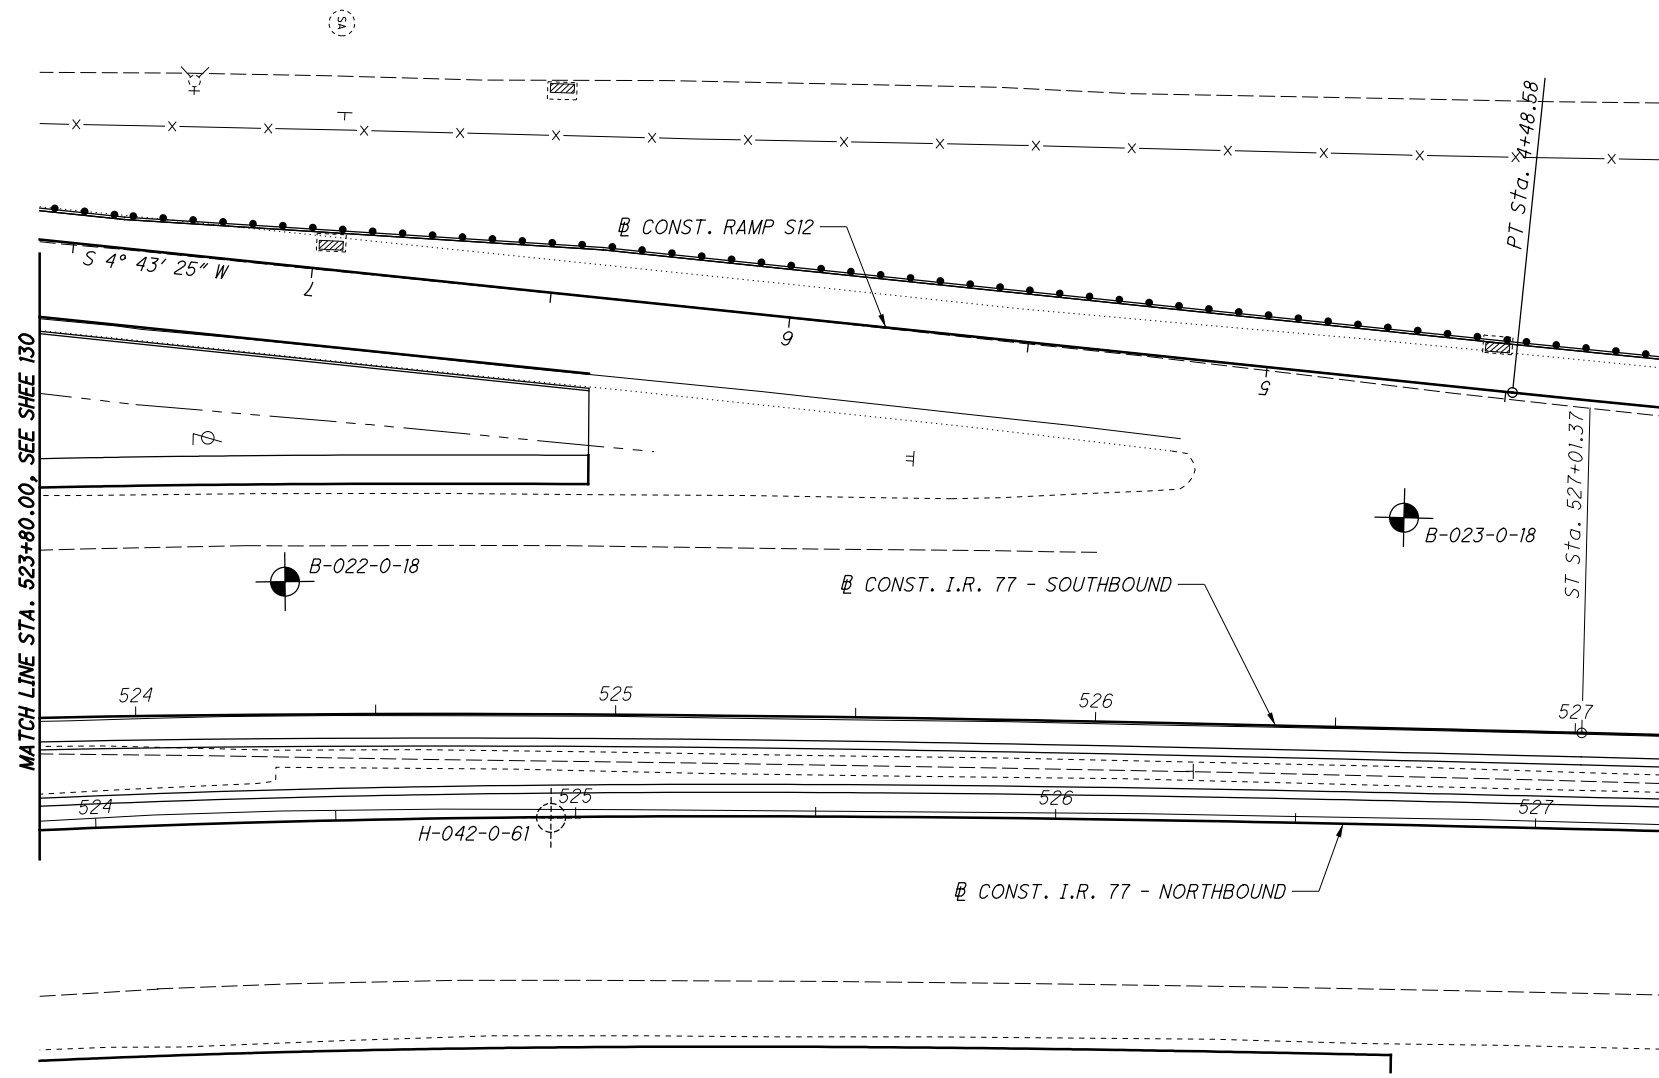 SA
PT Sta. 4+48.58
℄ CONST. RAMP S12
S 4° 43' 25" W
7
6
5
MATCH LINE STA. 523+80.00, SEE SHEE 130
ST Sta. 527+01.37
B-023-0-18
B-022-0-18
℄ CONST. I.R. 77 - SOUTHBOUND
524
525
526
527
524
525
526
527
H-042-0-61
℄ CONST. I.R. 77 - NORTHBOUND